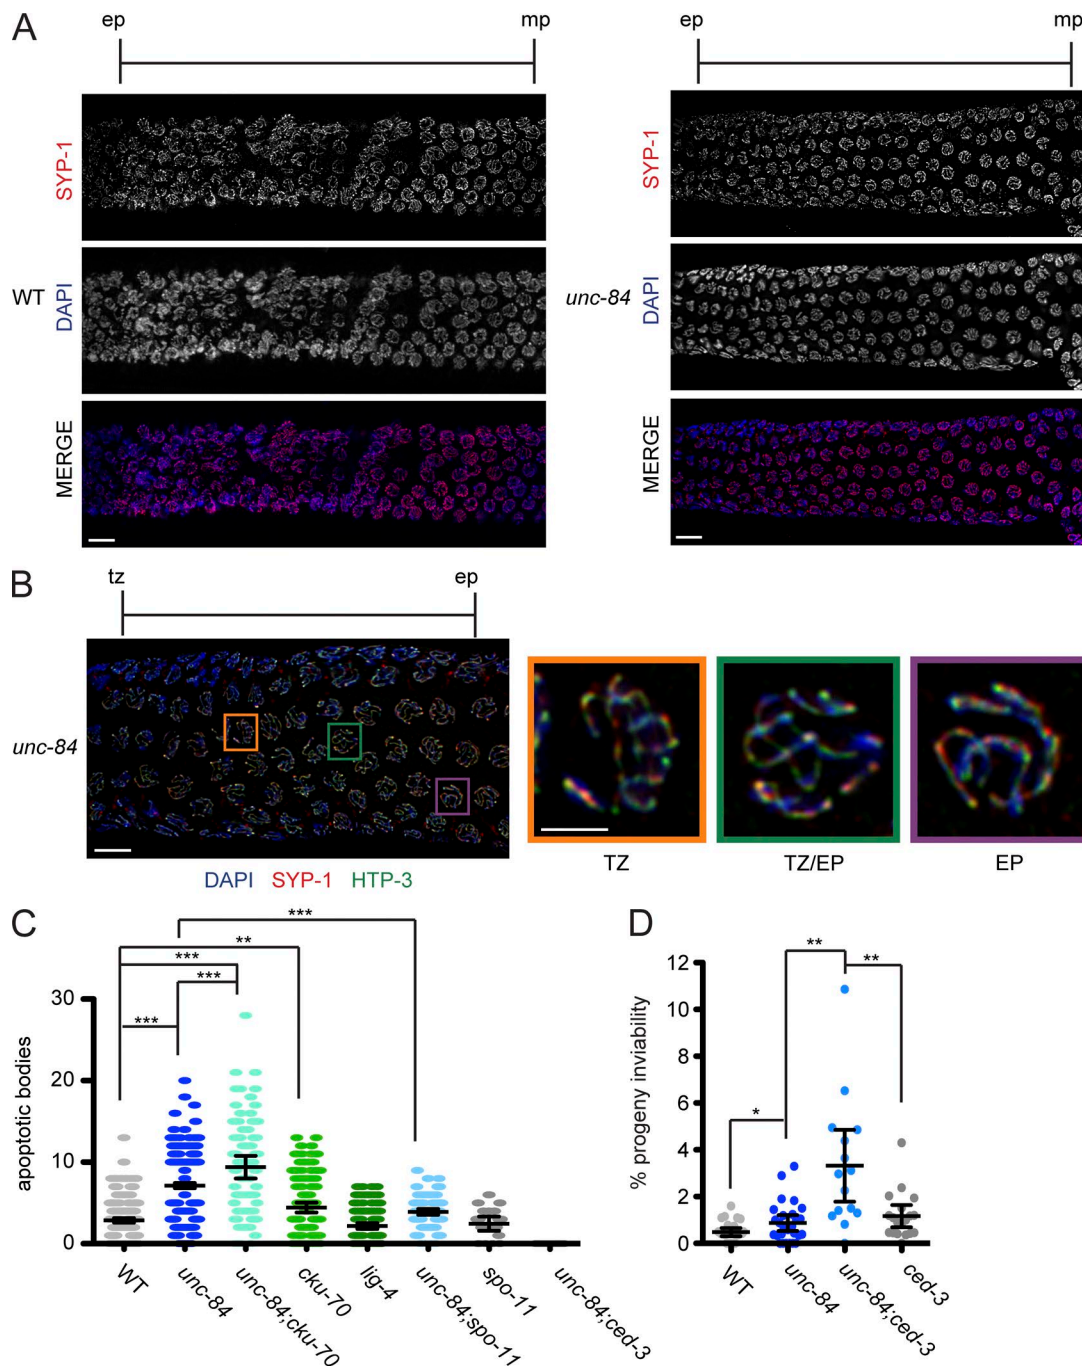 A
ep mp
ep mp
SYP-1
SYP-1
WT
DAPI
unc-84
DAPI
MERGE
MERGE
B
tz ep
unc-84
TZ TZ/EP EP
DAPI SYP-1 HTP-3
C
***
**
***
***
***
30
20
10
0
apoptotic bodies
WT
unc-84
unc-84;cku-70
cku-70
lig-4
unc-84;spo-11
spo-11
unc-84;ced-3
D
**
**
*
12
10
8
6
4
2
0
% progeny inviability
WT
unc-84
unc-84;ced-3
ced-3